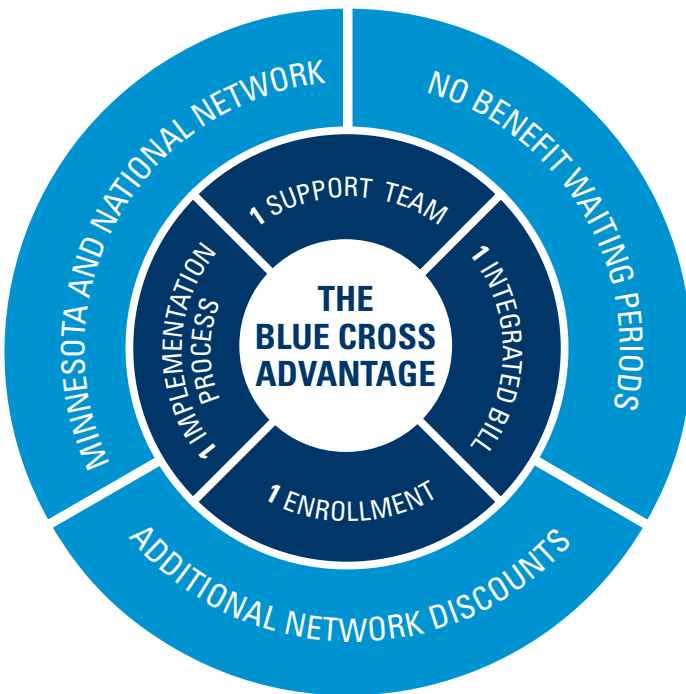 MINNESOTA AND NATIONAL NETWORK
NO BENEFIT WAITING PERIODS
ADDITIONAL NETWORK DISCOUNTS
1 SUPPORT TEAM
1 INTEGRATED BILL
1 ENROLLMENT
1 IMPLEMENTATION
PROCESS
THE
BLUE CROSS
ADVANTAGE